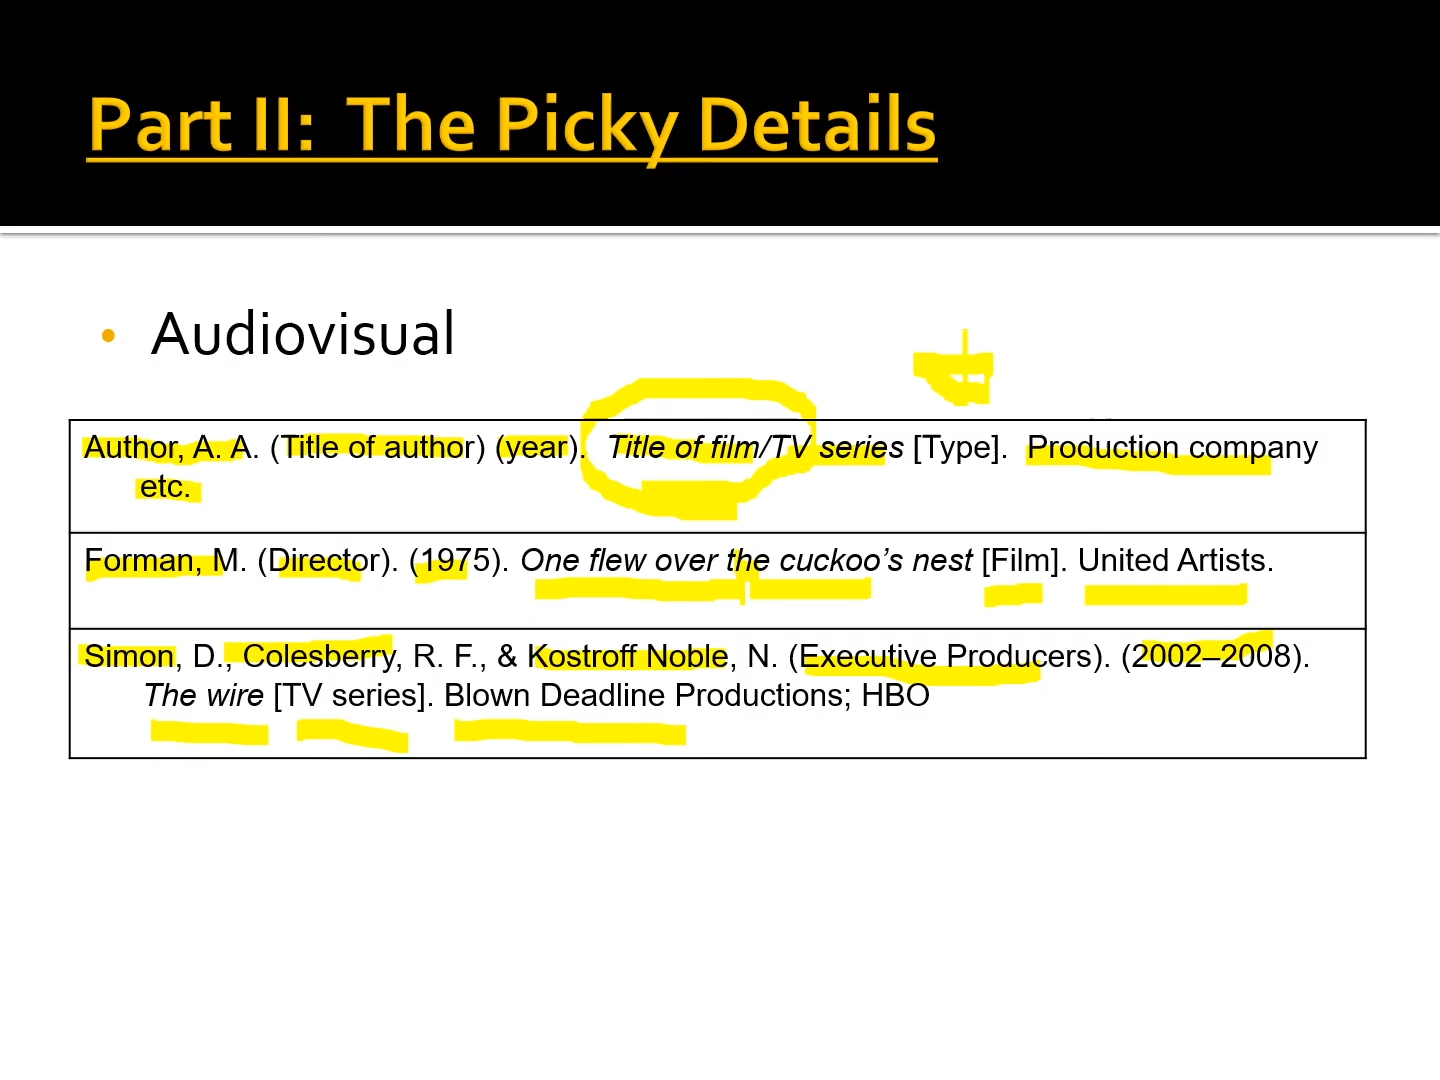 Part II: The Picky Details
• Audiovisual
Author, A. A. (Title of author) (year). Title of film/TV series [Type]. Production company
etc.
Forman, M. (Director). (1975). One flew over the cuckoo’s nest [Film]. United Artists.
Simon, D., Colesberry, R. F., & Kostroff Noble, N. (Executive Producers). (2002–2008).
The wire [TV series]. Blown Deadline Productions; HBO